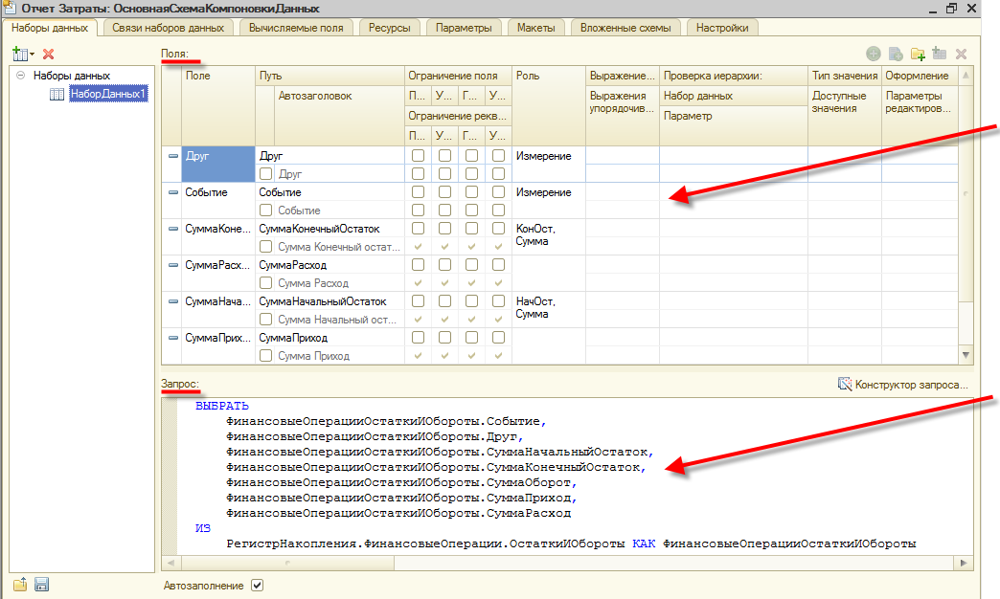 Отчет Затраты: ОсновнаяСхемаКомпоновкиДанных
Наборы данных Связи наборов данных Вычисляемые поля Ресурсы Параметры Макеты Вложенные схемы Настройки
Наборы данных
НаборДанных1
Поля:
Поле Путь Ограничение поля Роль Выражение... Проверка иерархии: Тип значения Оформление
Автозаголовок П... У... Г... У... Выражения упорядочив... Набор данных Доступные значения Параметры редактиров...
Ограничение рекв... Параметр
П... У... Г... У...
Друг Друг Измерение
Друг
Событие Событие Измерение
Событие
СуммаКоне... СуммаКонечныйОстаток КонОст, Сумма
Сумма Конечный остат...
СуммаРасх... СуммаРасход
Сумма Расход
СуммаНача... СуммаНачальныйОстаток НачОст, Сумма
Сумма Начальный ост...
СуммаПрих... СуммаПриход
Сумма Приход
Запрос: Конструктор запроса...
ВЫБРАТЬ
ФинансовыеОперацииОстаткиИОбороты.Событие,
ФинансовыеОперацииОстаткиИОбороты.Друг,
ФинансовыеОперацииОстаткиИОбороты.СуммаНачальныйОстаток,
ФинансовыеОперацииОстаткиИОбороты.СуммаКонечныйОстаток,
ФинансовыеОперацииОстаткиИОбороты.СуммаОборот,
ФинансовыеОперацииОстаткиИОбороты.СуммаПриход,
ФинансовыеОперацииОстаткиИОбороты.СуммаРасход
ИЗ
РегистрНакопления.ФинансовыеОперации.ОстаткиИОбороты КАК ФинансовыеОперацииОстаткиИОбороты
Автозаполнение